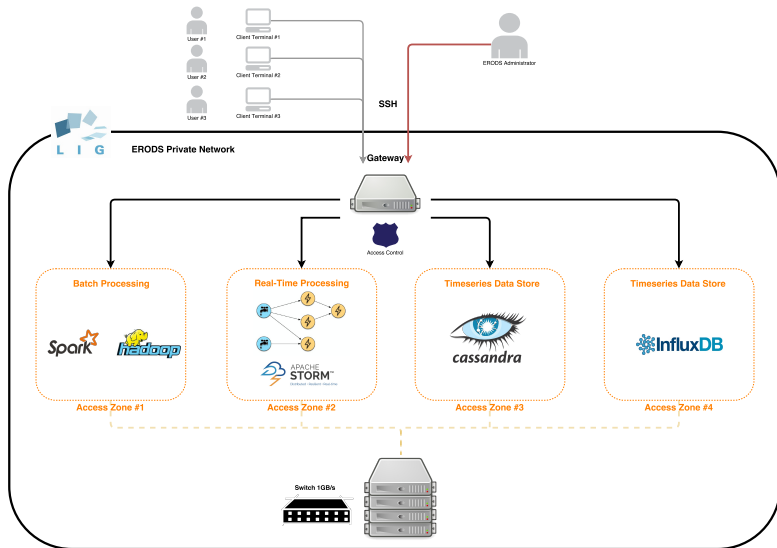 User #1
Client Terminal #1
User #2
Client Terminal #2
ERODS Administrator
User #3
Client Terminal #3
SSH
LIG
ERODS Private Network
Gateway
Access Control
Batch Processing
Real-Time Processing
Timeseries Data Store
Timeseries Data Store
Spark
hadoop
APACHE
STORM™
cassandra
InfluxDB
Access Zone #1
Access Zone #2
Access Zone #3
Access Zone #4
Switch 1GB/s